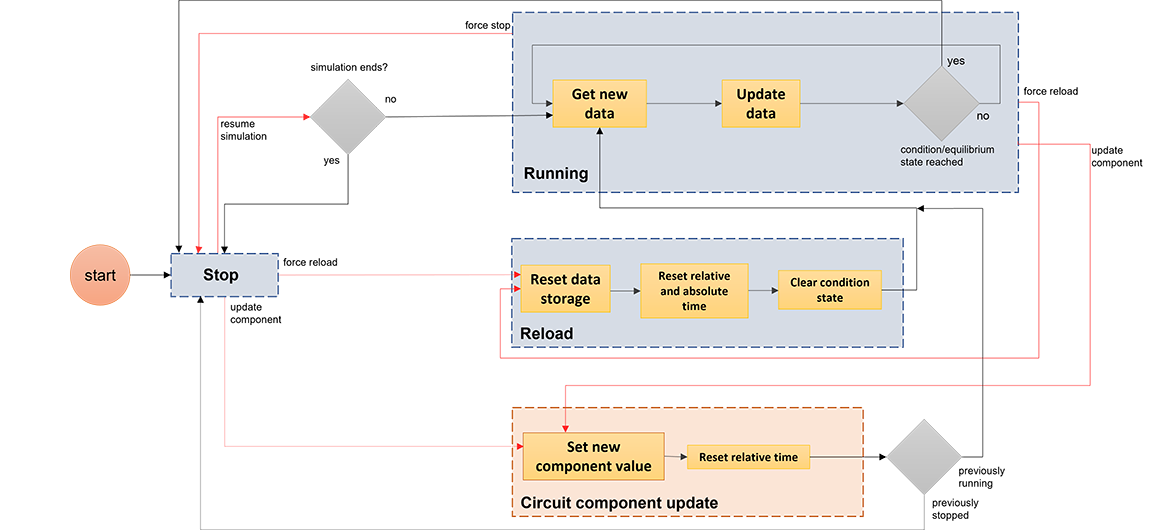 force stop
yes
simulation ends?
Get new
data
Update
data
no
no
force reload
resume
simulation
yes
condition/equilibrium
state reached
update
component
Running
start
Stop
force reload
Reset data
storage
Reset relative
and absolute
time
Clear condition
state
update
component
Reload
Set new
component value
Reset relative time
previously
running
Circuit component update
previously
stopped